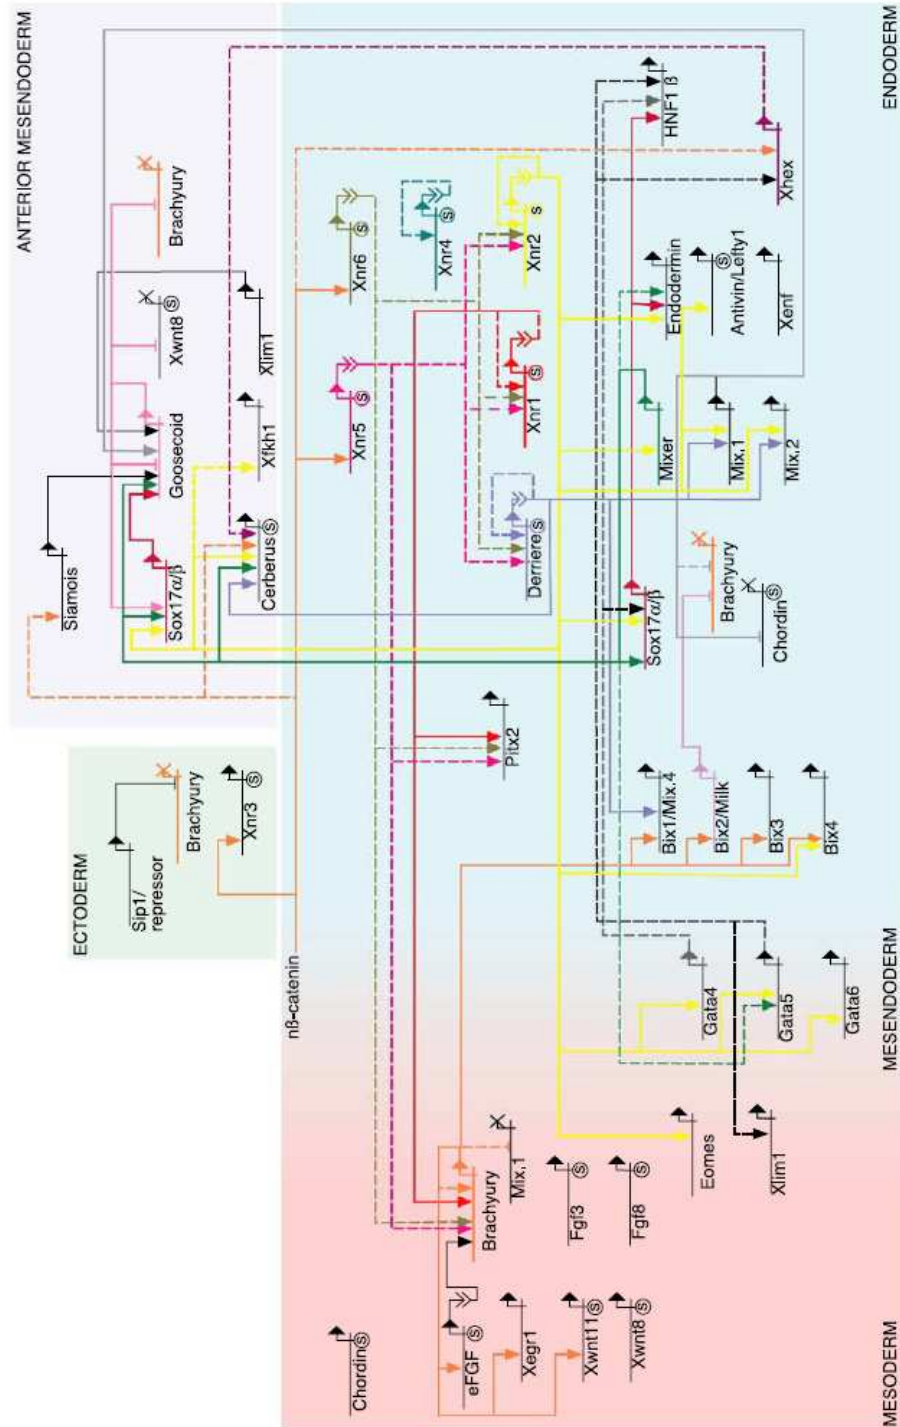 ANTERIOR MESENDODERM
ECTODERM
MESODERM
MESENDODERM
ENDODERM
Siamois
Sox17α/β
Goosecoid
Xwnt8 S
Brachyury
Cerberus S
Xfkh1
Xlim1
Sip1/
repressor
Brachyury
Xnr3 S
nß-catenin
Chordin S
Xnr5 S
Xnr6 S
Xnr4 S
eFGF S
Brachyury
Mix,1
Pitx2
Derriere S
Xnr1 S
Xnr2 s
Xegr1
Xwnt11 S
Xwnt8 S
Fgf3 S
Fgf8 S
Eomes
Xlim1
Gata4
Gata5
Gata6
Bix1/Mix.4
Bix2/Milk
Bix3
Bix4
Sox17α/β
Brachyury
Chordin S
Mixer
Mix,1
Mix,2
Endodermin
Antivin/Lefty1 S
Xenf
HNF1 ß
Xhex